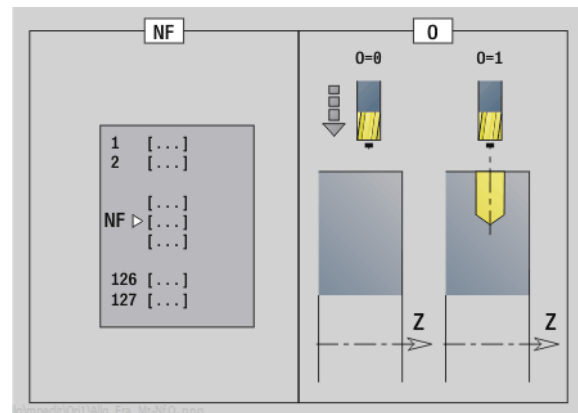 NF
O
O=0
O=1
1 [...]
2 [...]
[...]
NF [...]
[...]
126 [...]
127 [...]
Z
Z